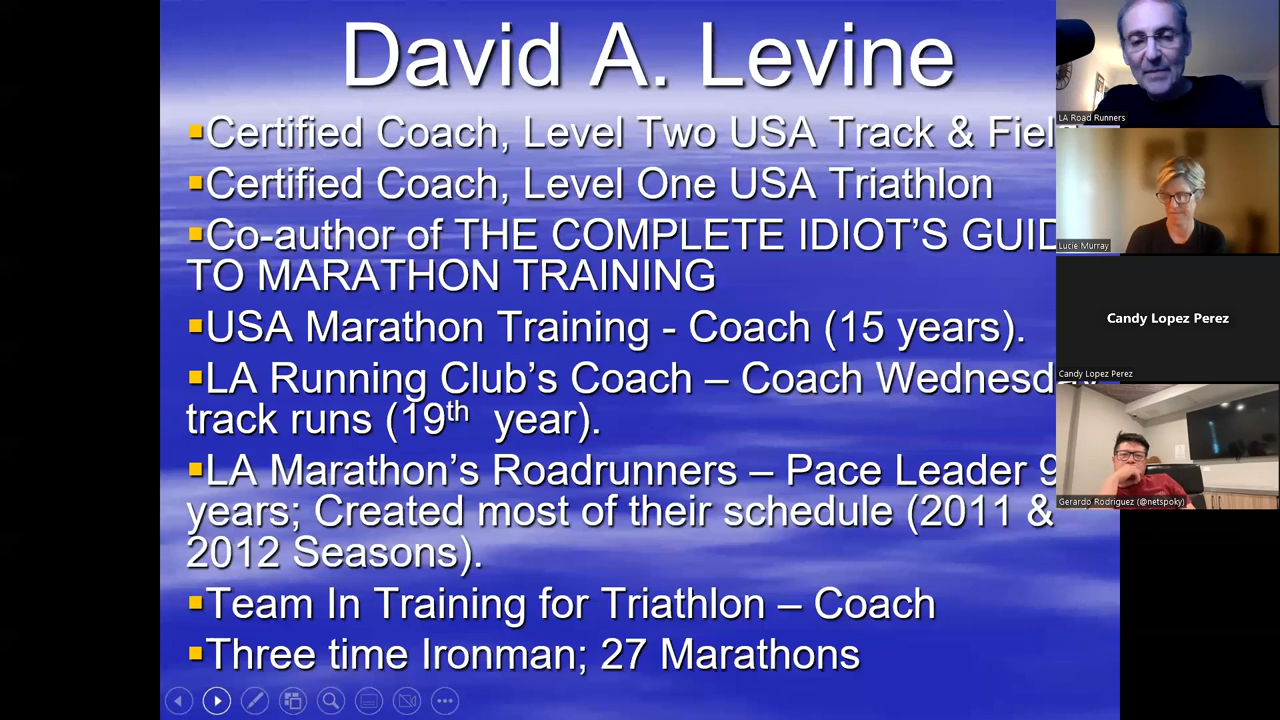 David A. Levine
▪Certified Coach, Level Two USA Track & Fiel
▪Certified Coach, Level One USA Triathlon
▪Co-author of THE COMPLETE IDIOT’S GUID
TO MARATHON TRAINING
▪USA Marathon Training - Coach (15 years).
▪LA Running Club’s Coach – Coach Wednesd
track runs (19th year).
▪LA Marathon’s Roadrunners – Pace Leader 9
years; Created most of their schedule (2011 &
2012 Seasons).
▪Team In Training for Triathlon – Coach
▪Three time Ironman; 27 Marathons
LA Road Runners
Lucie Murray
Candy Lopez Perez
Candy Lopez Perez
Gerardo Rodriguez (@netspoky)